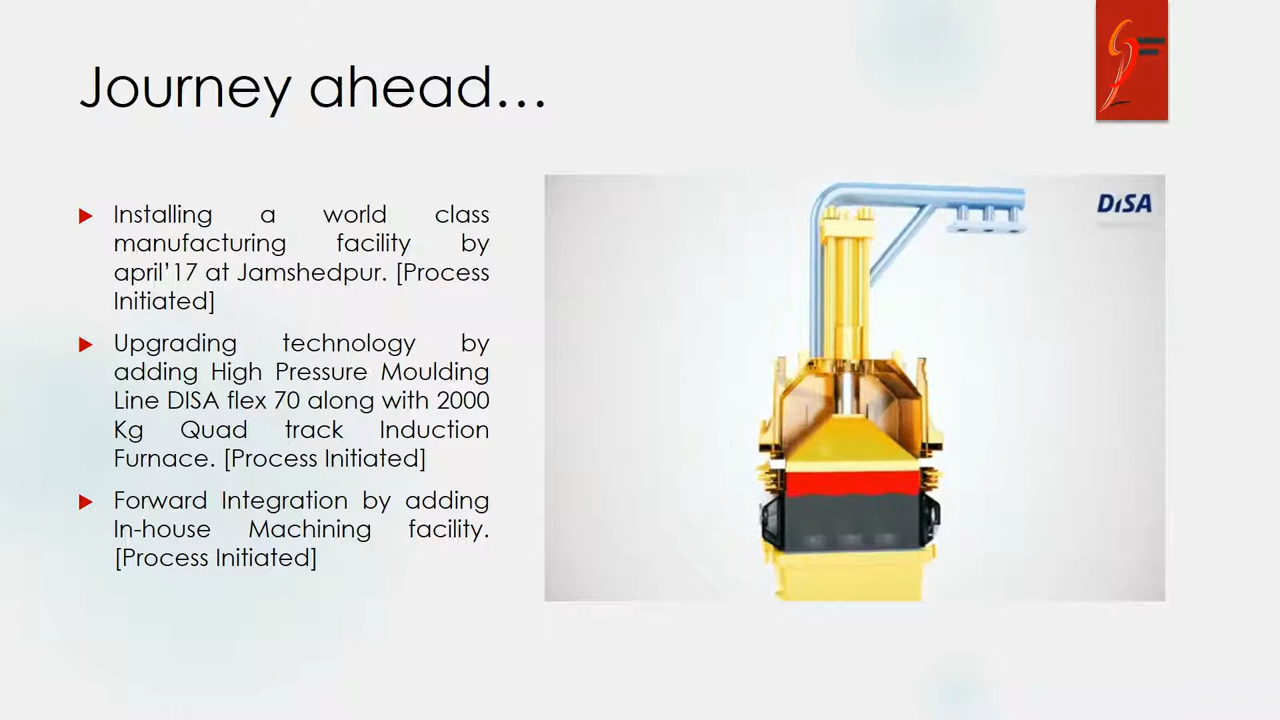 Journey ahead...
Installing a world class
manufacturing facility by
april'17 at Jamshedpur. [Process
Initiated]
Upgrading technology by
adding High Pressure Moulding
Line DISA flex 70 along with 2000
Kg Quad track Induction
Furnace. [Process Initiated]
Forward Integration by adding
In-house Machining facility.
[Process Initiated]
DISA